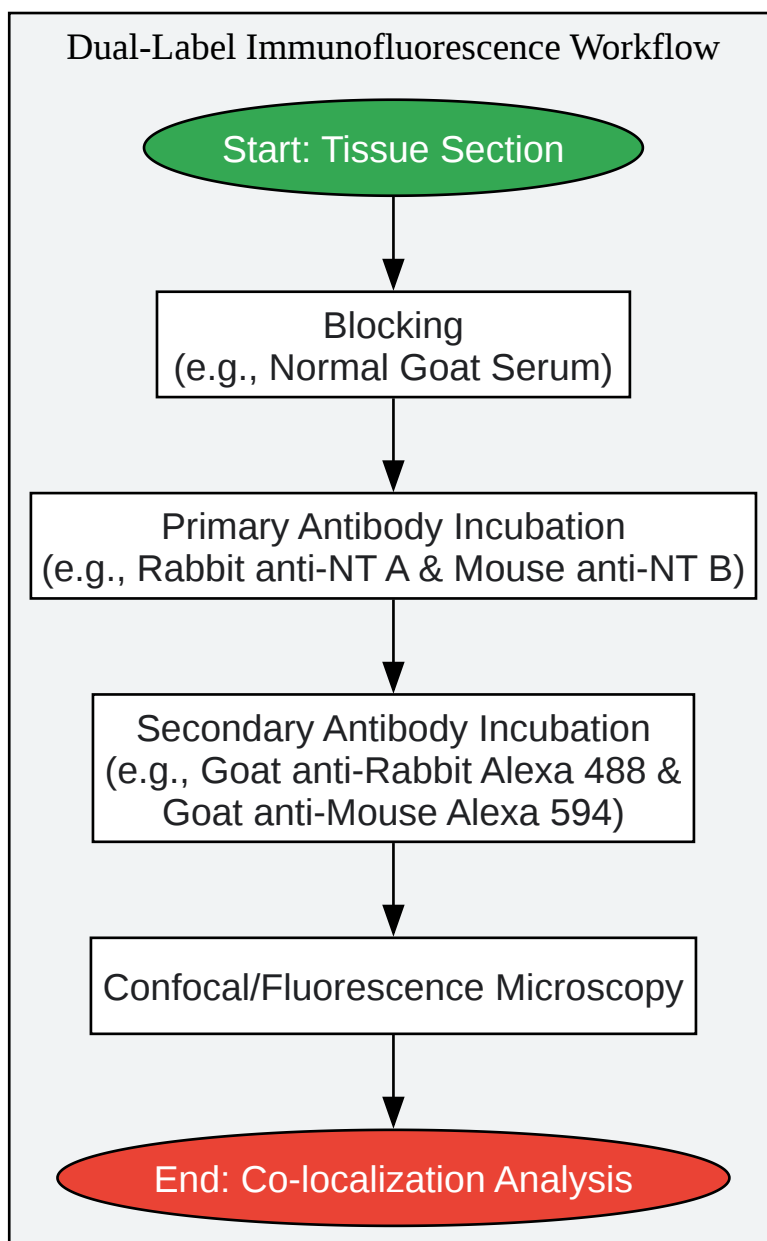 Dual-Label Immunofluorescence Workflow
Start: Tissue Section
Blocking
(e.g., Normal Goat Serum)
Primary Antibody Incubation
(e.g., Rabbit anti-NT A & Mouse anti-NT B)
Secondary Antibody Incubation
(e.g., Goat anti-Rabbit Alexa 488 &
Goat anti-Mouse Alexa 594)
Confocal/Fluorescence Microscopy
End: Co-localization Analysis